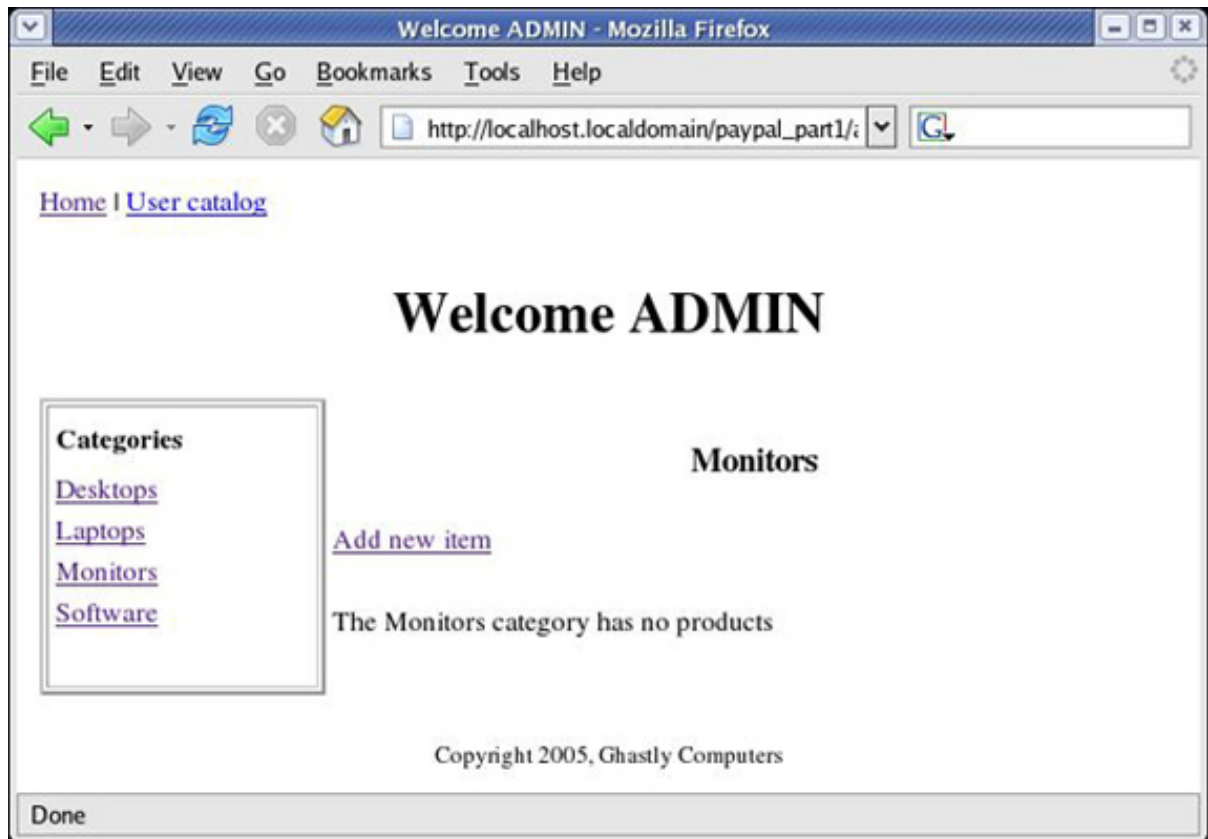 Welcome ADMIN - Mozilla Firefox
File Edit View Go Bookmarks Tools Help
http://localhost.localdomain/paypal_part1/a
G
Home | User catalog
Welcome ADMIN
Categories
Desktops
Laptops
Monitors
Software
Monitors
Add new item
The Monitors category has no products
Copyright 2005, Ghastly Computers
Done